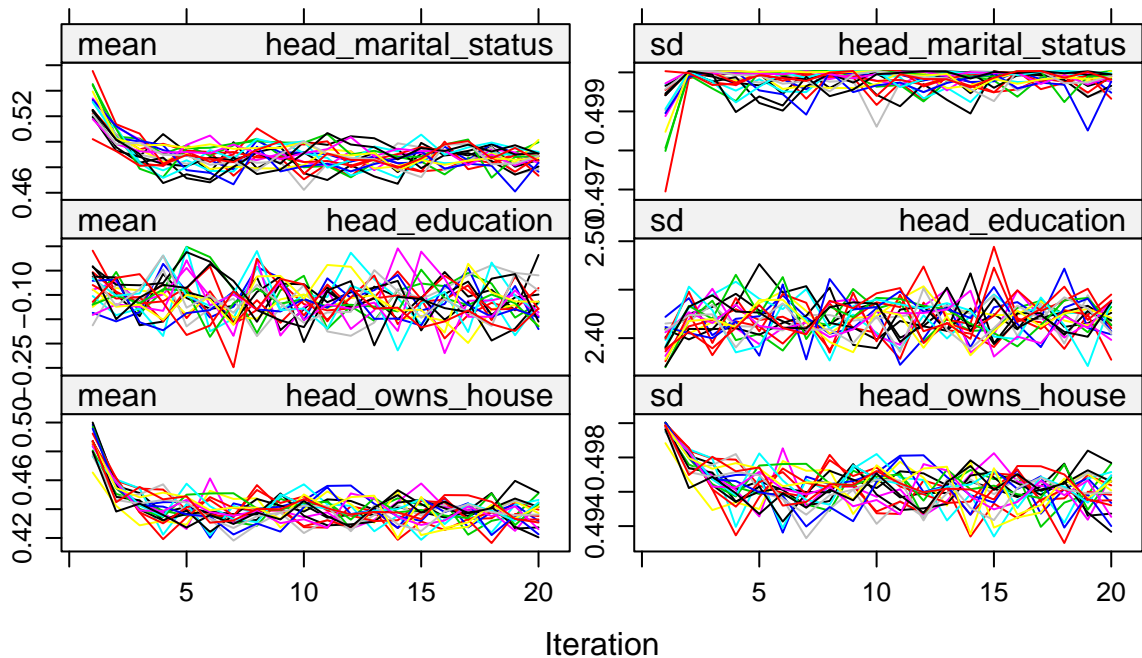 mean head_marital_status
sd head_marital_status
0.52
0.46
0.499
0.497
mean head_education
sd head_education
−0.10
−0.25
2.50
2.40
mean head_owns_house
sd head_owns_house
0.50
0.46
0.42
0.498
0.494
5 10 15 20
5 10 15 20
Iteration